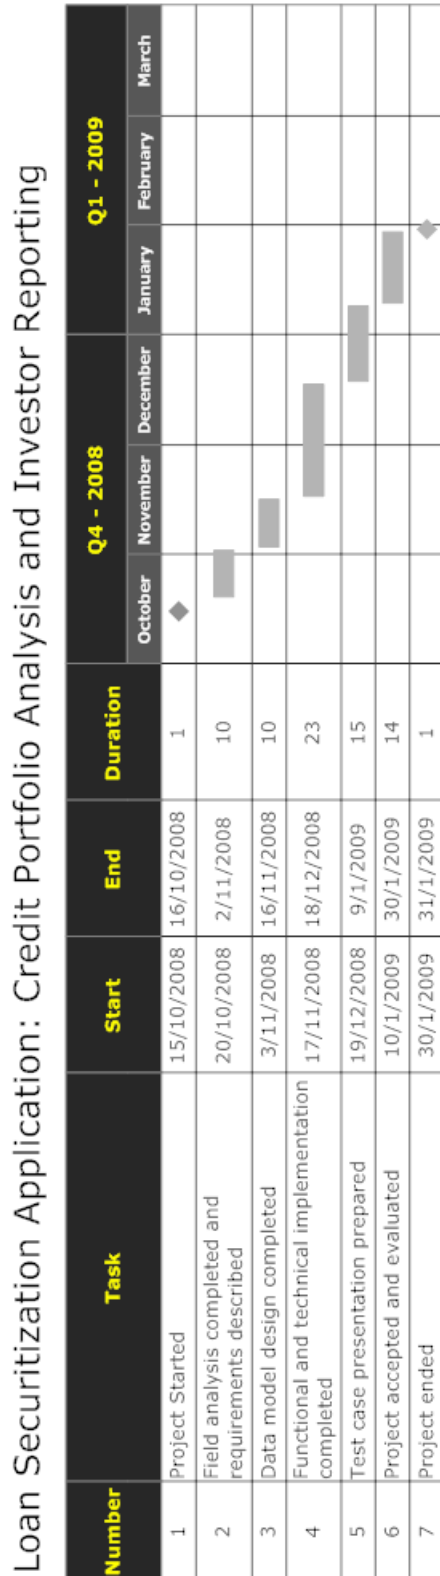 Loan Securitization Application: Credit Portfolio Analysis and Investor Reporting
Number Task Start End Duration Q4 - 2008 Q1 - 2009
October November December January February March
1 Project Started 15/10/2008 16/10/2008 1
2 Field analysis completed and
requirements described 20/10/2008 2/11/2008 10
3 Data model design completed 3/11/2008 16/11/2008 10
4 Functional and technical implementation
completed 17/11/2008 18/12/2008 23
5 Test case presentation prepared 19/12/2008 9/1/2009 15
6 Project accepted and evaluated 10/1/2009 30/1/2009 14
7 Project ended 30/1/2009 31/1/2009 1